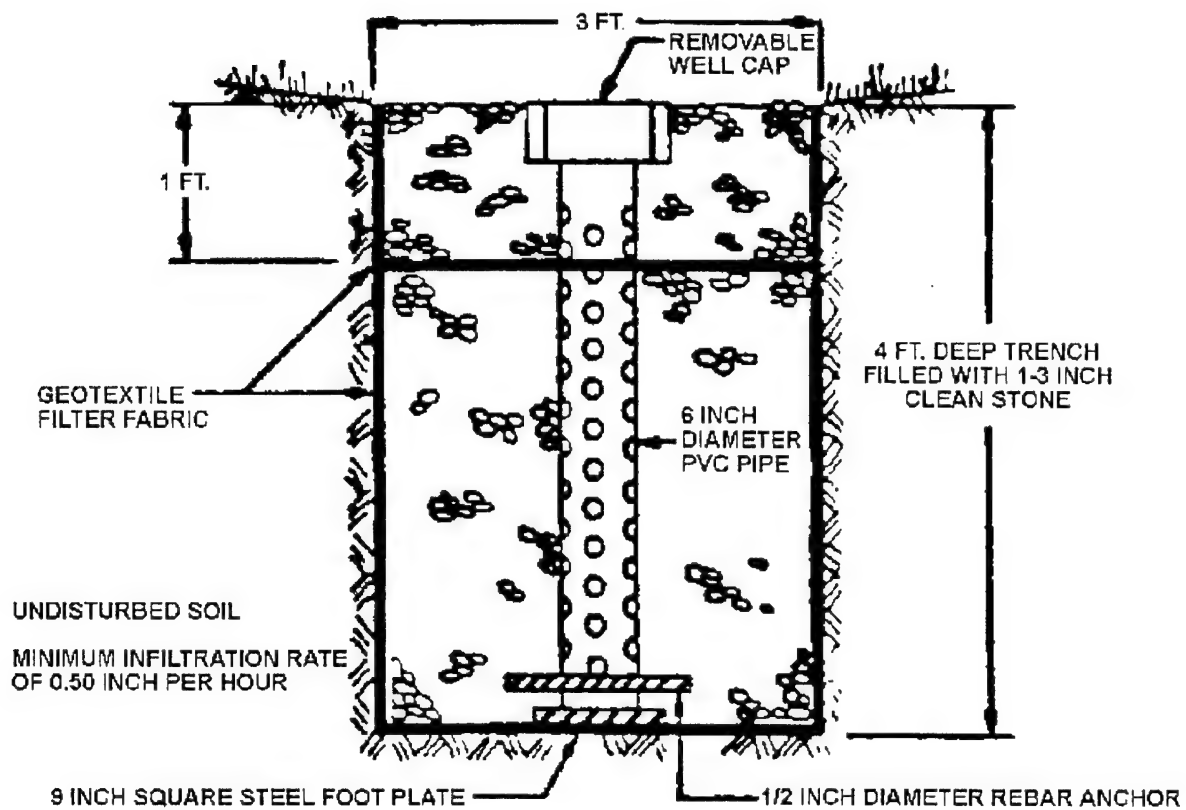 3 FT.
REMOVABLE
WELL CAP
1 FT.
GEOTEXTILE
FILTER FABRIC
6 INCH
DIAMETER
PVC PIPE
4 FT. DEEP TRENCH
FILLED WITH 1-3 INCH
CLEAN STONE
UNDISTURBED SOIL
MINIMUM INFILTRATION RATE
OF 0.50 INCH PER HOUR
9 INCH SQUARE STEEL FOOT PLATE
1/2 INCH DIAMETER REBAR ANCHOR